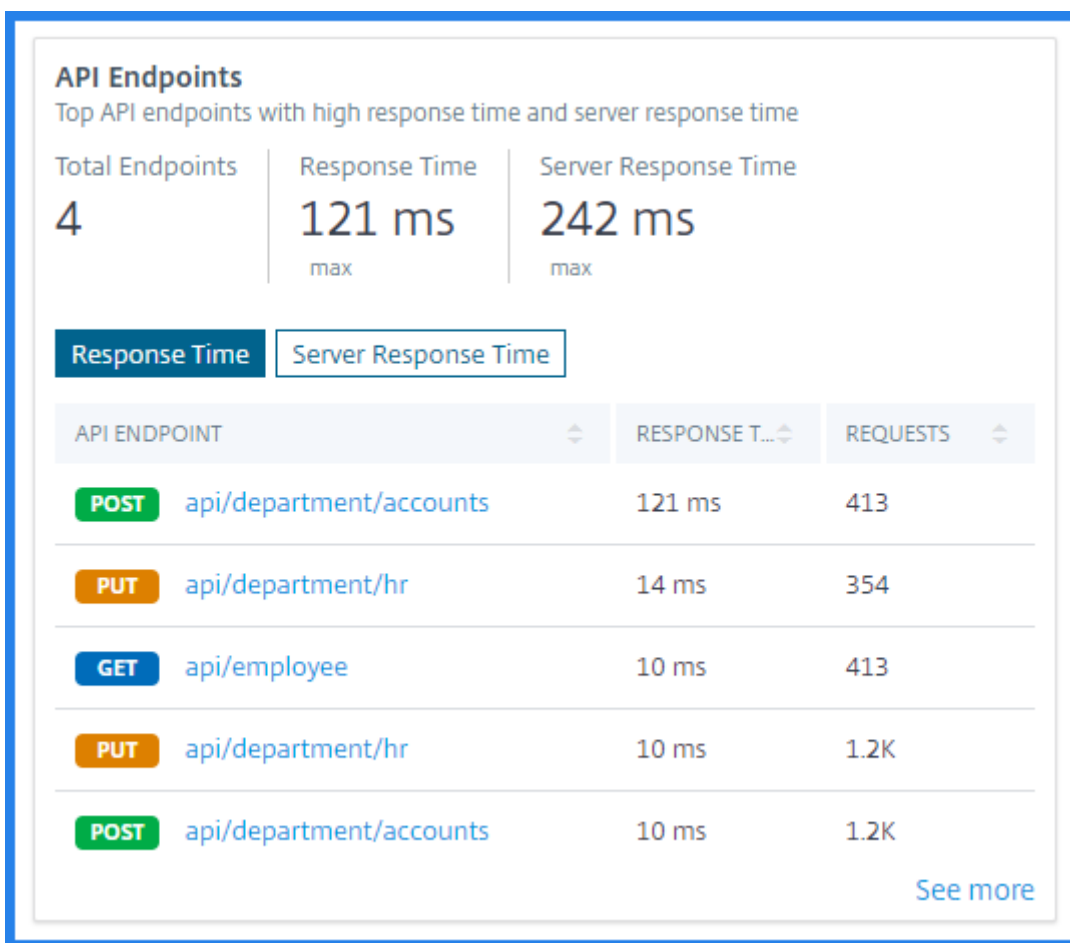 API Endpoints
Top API endpoints with high response time and server response time
Total Endpoints Response Time Server Response Time
4 121 ms 242 ms
max max
Response Time Server Response Time
API ENDPOINT RESPONSE T... REQUESTS
POST api/department/accounts 121 ms 413
PUT api/department/hr 14 ms 354
GET api/employee 10 ms 413
PUT api/department/hr 10 ms 1.2K
POST api/department/accounts 10 ms 1.2K
See more